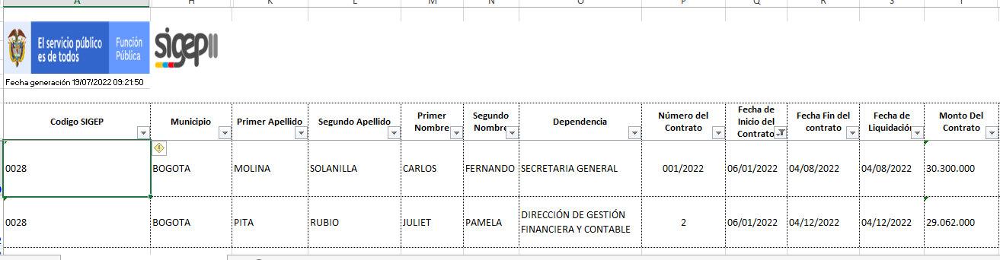 A H K L M N O P Q R S T
El servicio público
es de todos
Función
Pública
sigep II
Fecha generación 19/07/2022 09:21:50
Codigo SIGEP
Municipio
Primer Apellido
Segundo Apellido
Primer
Nombre
Segundo
Nombre
Dependencia
Número del
Contrato
Fecha de
Inicio del
Contrato
Fecha Fin del
contrato
Fecha de
Liquidación
Monto Del
Contrato
0028 BOGOTA MOLINA SOLANILLA CARLOS FERNANDO SECRETARIA GENERAL 001/2022 06/01/2022 04/08/2022 04/08/2022 30.300.000
0028 BOGOTA PITA RUBIO JULIET PAMELA DIRECCIÓN DE GESTIÓN
FINANCIERA Y CONTABLE 2 06/01/2022 04/12/2022 04/12/2022 29.062.000